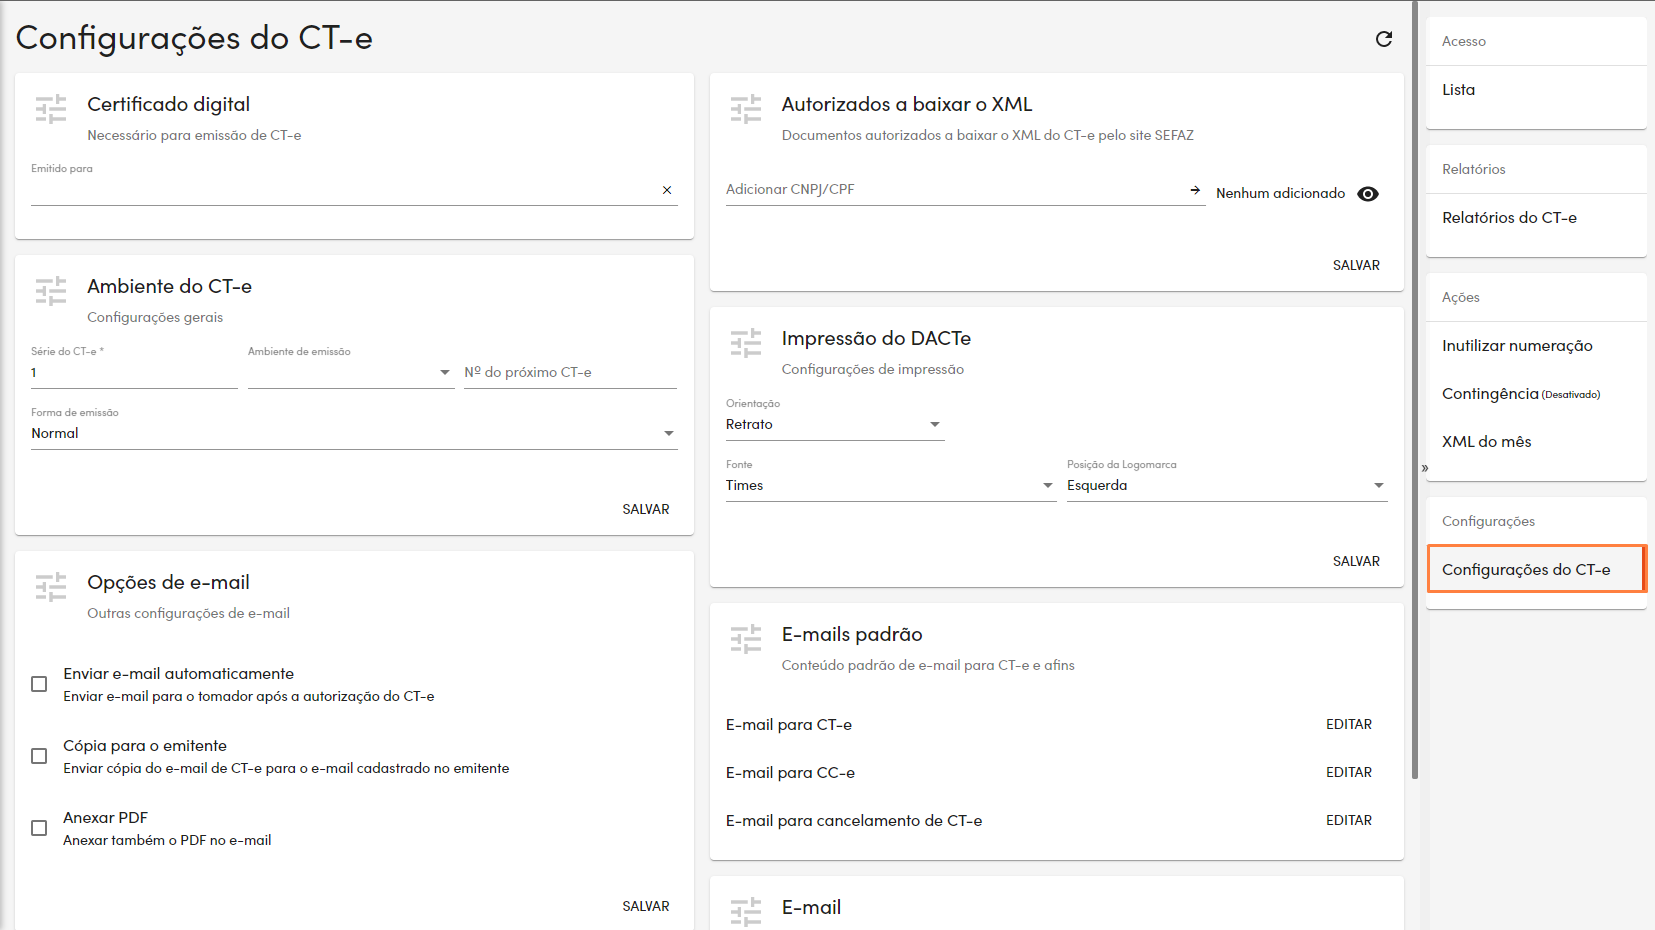 Configurações do CT-e
Certificado digital
Necessário para emissão de CT-e
Emitido para
Ambiente do CT-e
Configurações gerais
Série do CT-e *
Ambiente de emissão
1
Nº do próximo CT-e
Forma de emissão
Normal
SALVAR
Opções de e-mail
Outras configurações de e-mail
Enviar e-mail automaticamente
Enviar e-mail para o tomador após a autorização do CT-e
Cópia para o emitente
Enviar cópia do e-mail de CT-e para o e-mail cadastrado no emitente
Anexar PDF
Anexar também o PDF no e-mail
SALVAR
Autorizados a baixar o XML
Documentos autorizados a baixar o XML do CT-e pelo site SEFAZ
Adicionar CNPJ/CPF
Nenhum adicionado
SALVAR
Impressão do DACTe
Configurações de impressão
Orientação
Retrato
Fonte
Posição da Logomarca
Times
Esquerda
SALVAR
E-mails padrão
Conteúdo padrão de e-mail para CT-e e afins
E-mail para CT-e EDITAR
E-mail para CC-e EDITAR
E-mail para cancelamento de CT-e EDITAR
E-mail
Acesso
Lista
Relatórios
Relatórios do CT-e
Ações
Inutilizar numeração
Contingência (Desativado)
XML do mês
»
Configurações
Configurações do CT-e